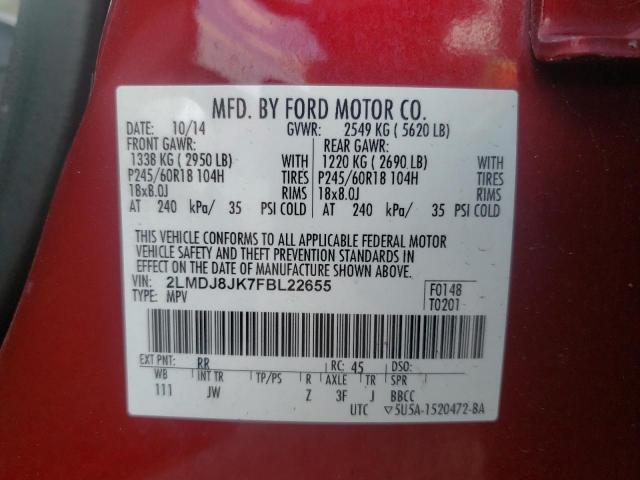 MFD. BY FORD MOTOR CO.
DATE: 10/14 GVWR: 2549 KG ( 5620 LB)
FRONT GAWR: REAR GAWR:
1338 KG ( 2950 LB) WITH 1220 KG ( 2690 LB) WITH
P245/60R18 104H TIRES P245/60R18 104H TIRES
18x8.0J RIMS 18x8.0J RIMS
AT 240 kPa/ 35 PSI COLD AT 240 kPa/ 35 PSI COLD
THIS VEHICLE CONFORMS TO ALL APPLICABLE FEDERAL MOTOR
VEHICLE SAFETY AND THEFT PREVENTION STANDARDS IN
EFFECT ON THE DATE OF MANUFACTURE SHOWN ABOVE.
VIN: 2LMDJ8JK7FBL22655 F0148
TYPE: MPV T0201
EXT PNT: RR RC: 45 DSO:
WB INT TR TP/PS R AXLE TR SPR
111 JW Z 3F J BBCC
UTC ▽5U5A-1520472-BA